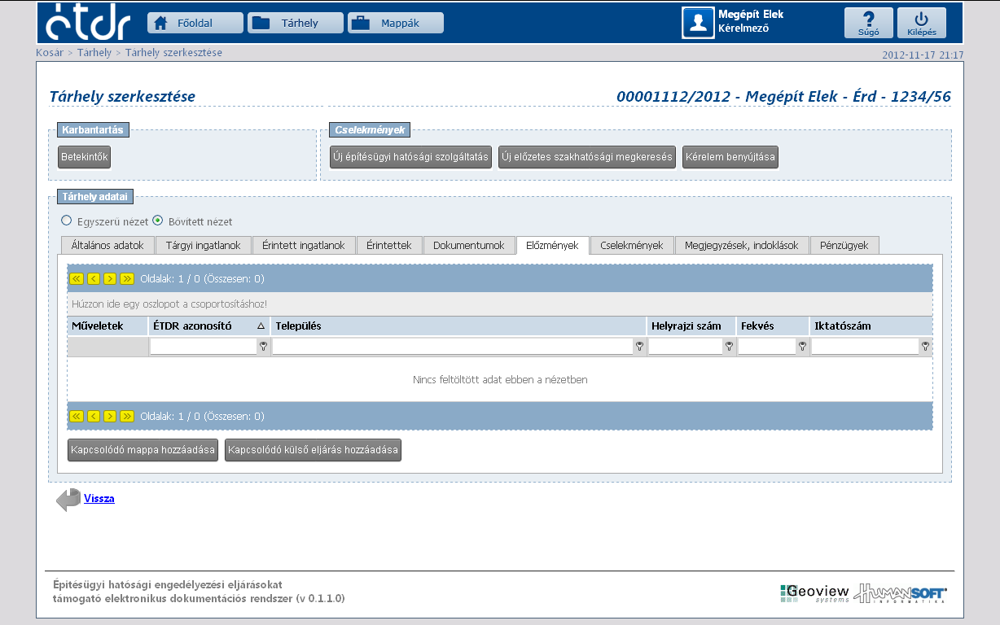 étdr
Főoldal
Tárhely
Mappák
Megépít Elek
Kérelmező
?
Súgó
Kilépés
Kosár > Tárhely > Tárhely szerkesztése
2012-11-17 21:17
Tárhely szerkesztése
00001112/2012 - Megépít Elek - Érd - 1234/56
Karbantartás
Betekintők
Cselekmények
Új építésügyi hatósági szolgáltatás
Új előzetes szakhatósági megkeresés
Kérelem benyújtása
Tárhely adatai
Egyszerű nézet
Bővített nézet
Általános adatok
Tárgyi ingatlanok
Érintett ingatlanok
Érintettek
Dokumentumok
Előzmények
Cselekmények
Megjegyzések, indoklások
Pénzügyek
Oldalak: 1 / 0 (Összesen: 0)
Húzzon ide egy oszlopot a csoportosításhoz!
Műveletek
ÉTDR azonosító
Település
Helyrajzi szám
Fekvés
Iktatószám
Nincs feltöltött adat ebben a nézetben
Oldalak: 1 / 0 (Összesen: 0)
Kapcsolódó mappa hozzáadása
Kapcsolódó külső eljárás hozzáadása
Vissza
Építésügyi hatósági engedélyezési eljárásokat
támogató elektronikus dokumentációs rendszer (v 0.1.1.0)
Geoview
systems
HUMANSOFT
INFORMATIKA